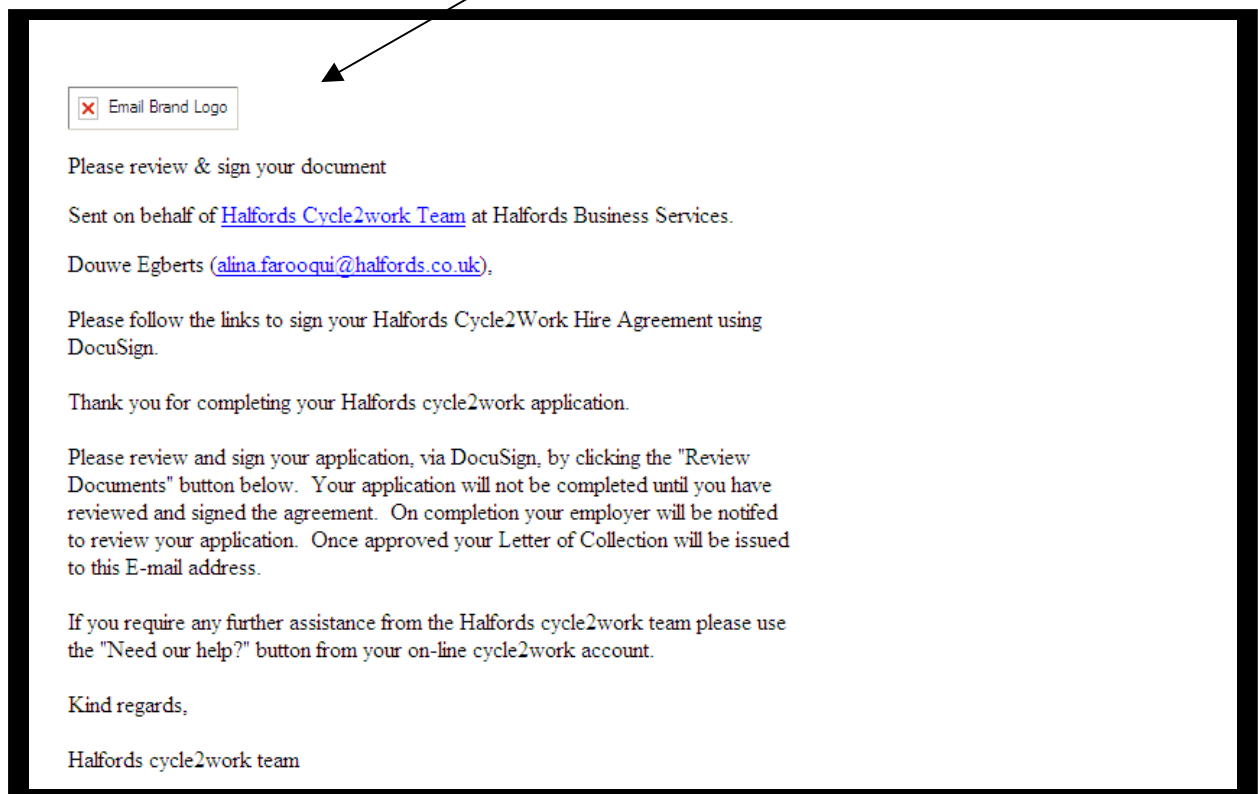 Email Brand Logo
Please review & sign your document
Sent on behalf of Halfords Cycle2work Team at Halfords Business Services.
Douwe Egberts (alina.farooqui@halfords.co.uk),
Please follow the links to sign your Halfords Cycle2Work Hire Agreement using
DocuSign.
Thank you for completing your Halfords cycle2work application.
Please review and sign your application, via DocuSign, by clicking the "Review
Documents" button below.  Your application will not be completed until you have
reviewed and signed the agreement.  On completion your employer will be notifed
to review your application.  Once approved your Letter of Collection will be issued
to this E-mail address.
If you require any further assistance from the Halfords cycle2work team please use
the "Need our help?" button from your on-line cycle2work account.
Kind regards,
Halfords cycle2work team